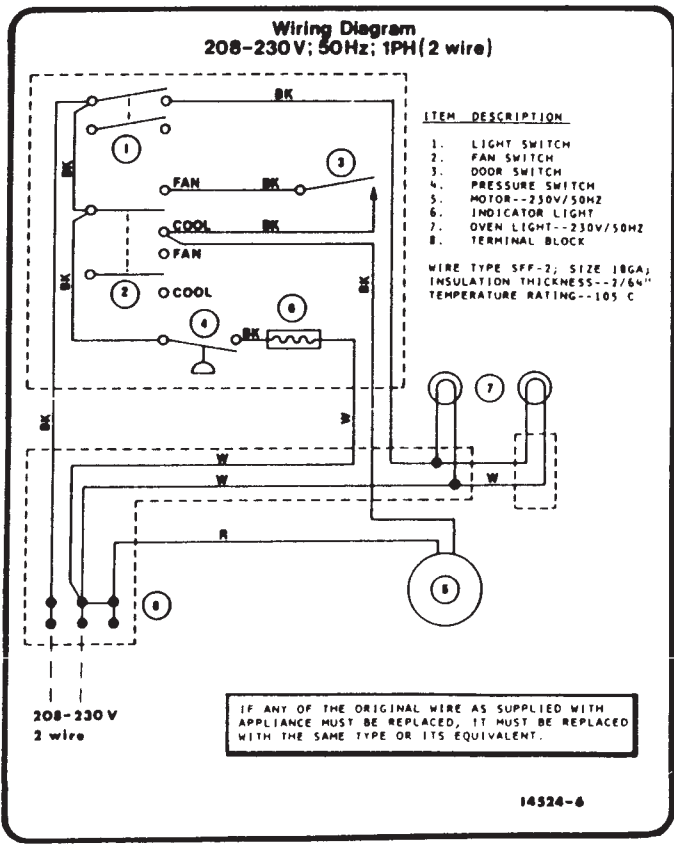 Wiring Diagram
208-230V; 50Hz; 1PH(2 wire)
BK
ITEM DESCRIPTION
1. LIGHT SWITCH
2. FAN SWITCH
3. DOOR SWITCH
4. PRESSURE SWITCH
5. MOTOR--230V/50HZ
6. INDICATOR LIGHT
7. OVEN LIGHT--230V/50HZ
8. TERMINAL BLOCK
WIRE TYPE SFF-2; SIZE 18GA;
INSULATION THICKNESS--2/64"
TEMPERATURE RATING--105 C
1
3
BK
FAN BK
COOL BK
FAN
BK
BK
2
COOL
4
BK
6
7
BK
W
W
W
W
R
5
8
208-230 V
2 wire
IF ANY OF THE ORIGINAL WIRE AS SUPPLIED WITH
APPLIANCE MUST BE REPLACED, IT MUST BE REPLACED
WITH THE SAME TYPE OR ITS EQUIVALENT.
14524-6